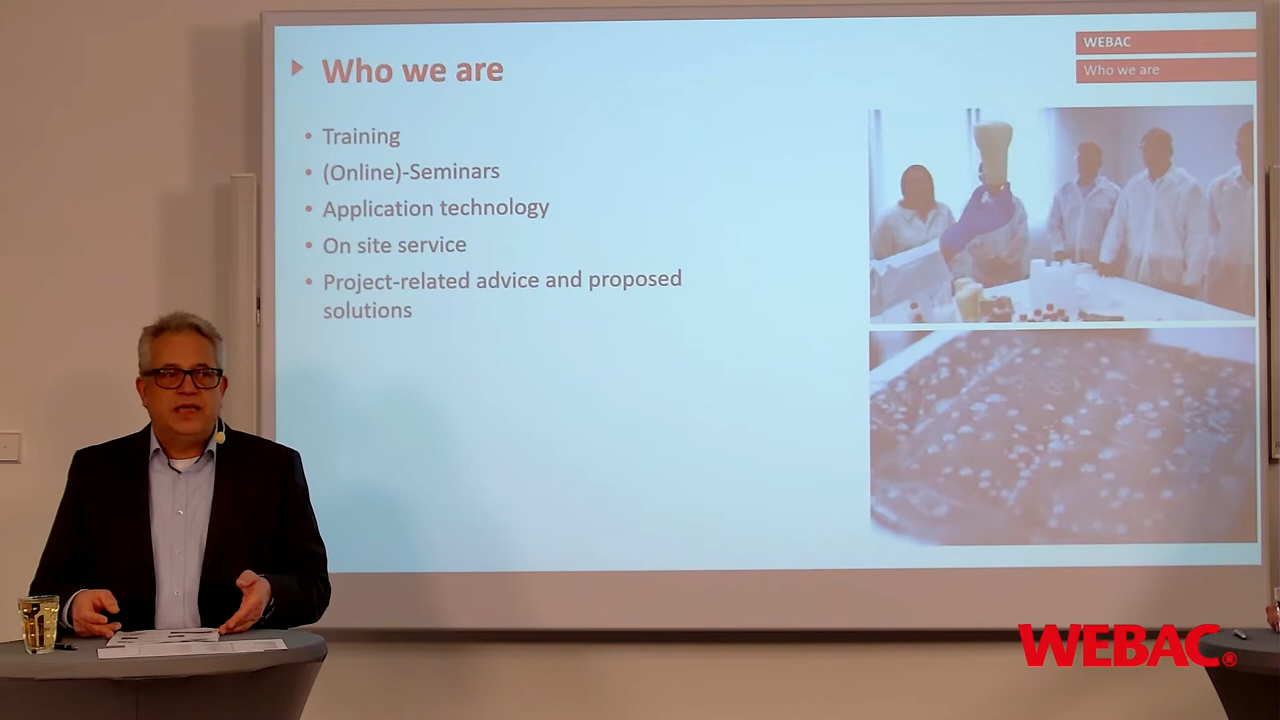 Who we are
WEBAC
Who we are
• Training
• (Online)-Seminars
• Application technology
• On site service
• Project-related advice and proposed
solutions
WEBAC®